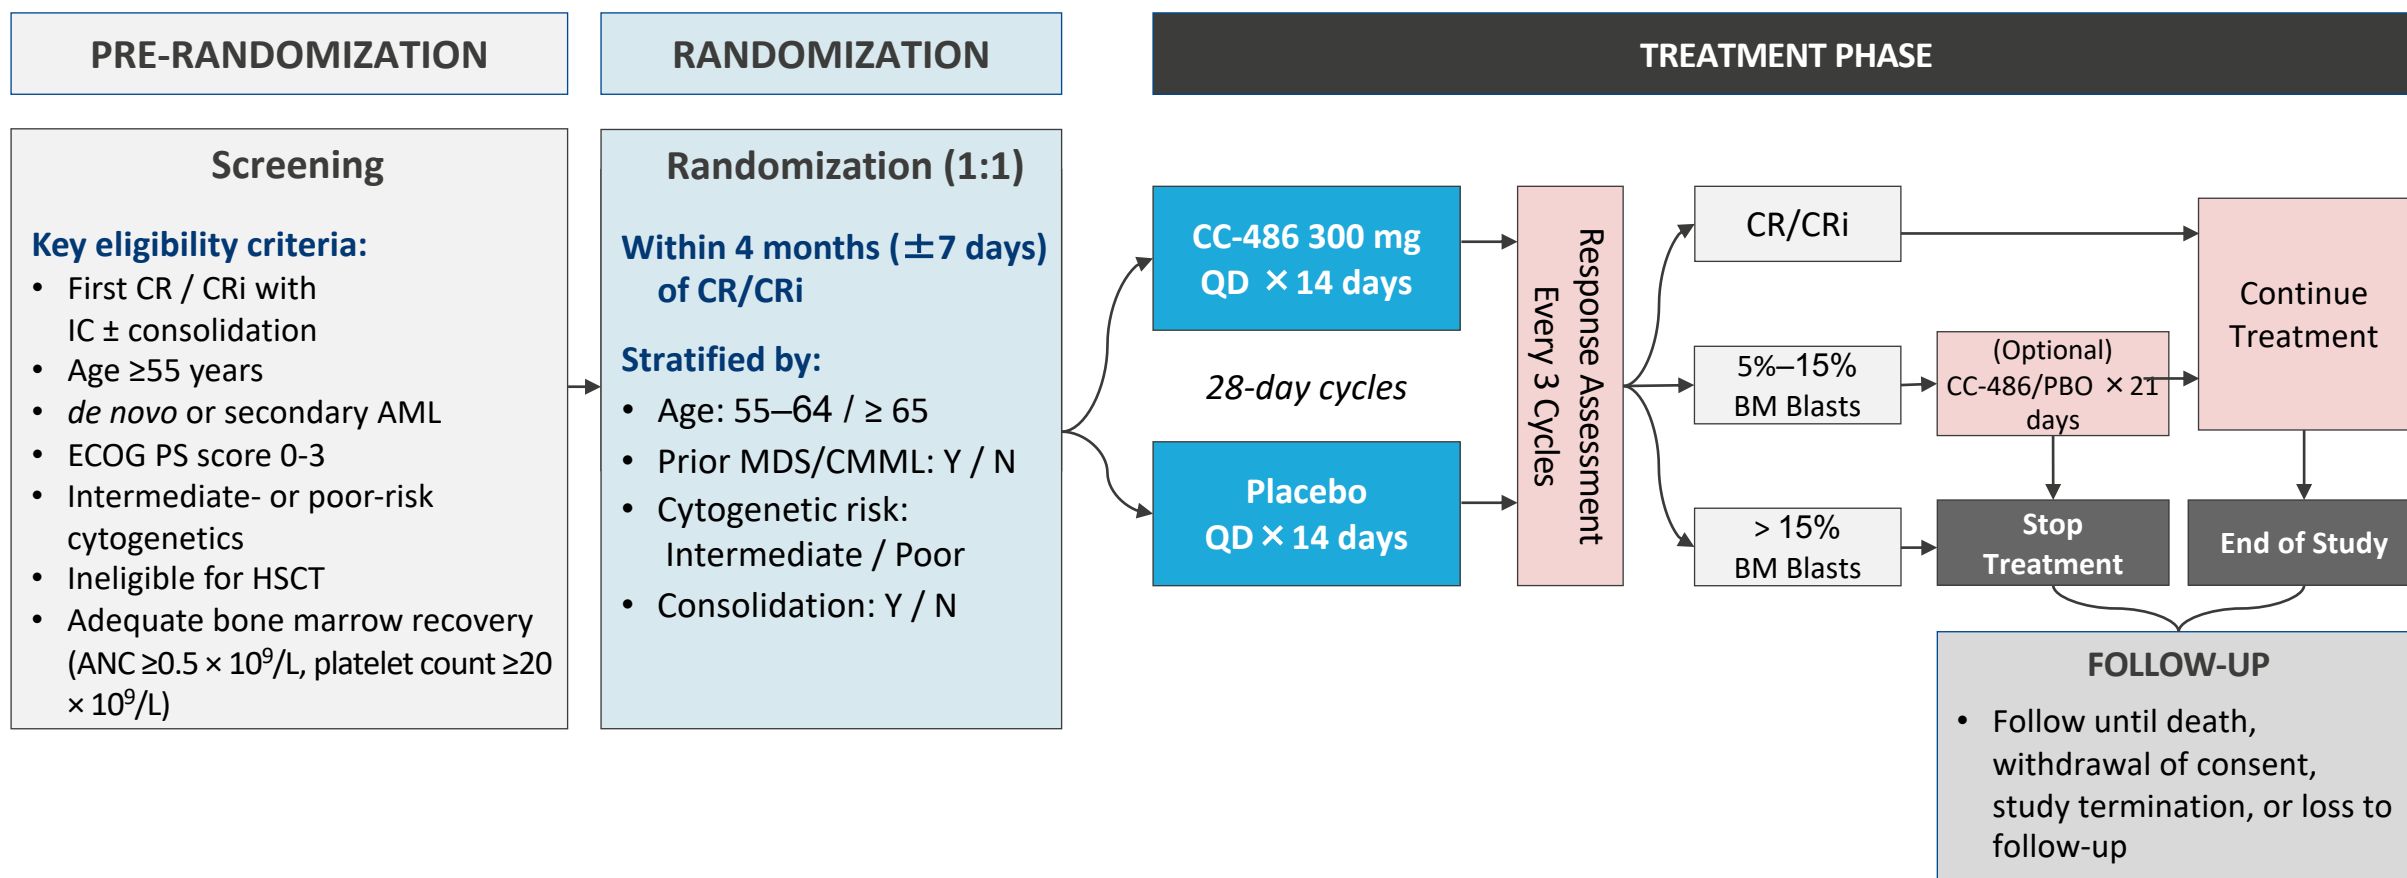 PRE-RANDOMIZATION
RANDOMIZATION
TREATMENT PHASE
Screening
Key eligibility criteria:
• First CR / CRi with
IC ± consolidation
• Age ≥55 years
• de novo or secondary AML
• ECOG PS score 0-3
• Intermediate- or poor-risk
cytogenetics
• Ineligible for HSCT
• Adequate bone marrow recovery
(ANC ≥0.5 × 10⁹/L, platelet count ≥20
× 10⁹/L)
Randomization (1:1)
Within 4 months (±7 days)
of CR/CRi
Stratified by:
• Age: 55–64 / ≥ 65
• Prior MDS/CMML: Y / N
• Cytogenetic risk:
Intermediate / Poor
• Consolidation: Y / N
CC-486 300 mg
QD × 14 days
28-day cycles
Placebo
QD × 14 days
Response Assessment
Every 3 Cycles
CR/CRi
5%–15%
BM Blasts
> 15%
BM Blasts
(Optional)
CC-486/PBO × 21
days
Continue
Treatment
Stop
Treatment
End of Study
FOLLOW-UP
• Follow until death,
withdrawal of consent,
study termination, or loss to
follow-up